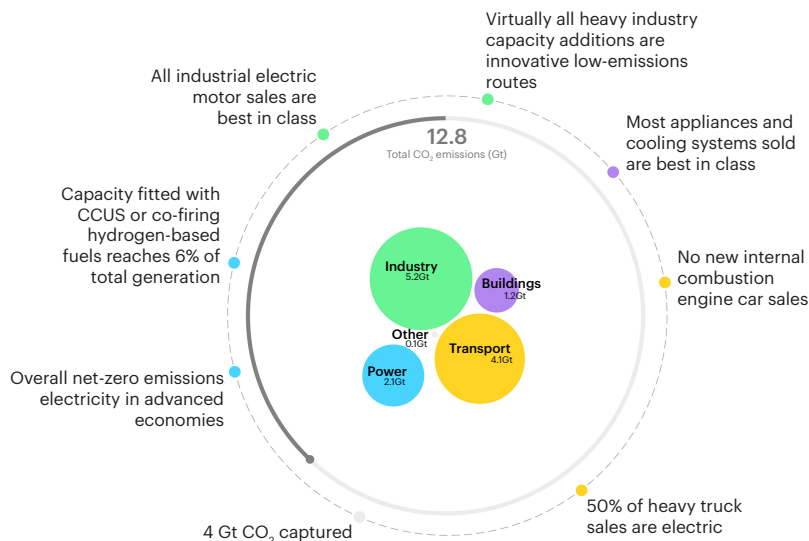 Virtually all heavy industry
capacity additions are
innovative low-emissions
routes
All industrial electric
motor sales are
best in class
12.8
Total CO₂ emissions (Gt)
Most appliances and
cooling systems sold
are best in class
Capacity fitted with
CCUS or co-firing
hydrogen-based
fuels reaches 6% of
total generation
Industry
5.2Gt
Buildings
1.2Gt
No new internal
combustion
engine car sales
Other
0.1Gt
Transport
4.1Gt
Power
2.1Gt
Overall net-zero emissions
electricity in advanced
economies
50% of heavy truck
sales are electric
4 Gt CO₂ captured